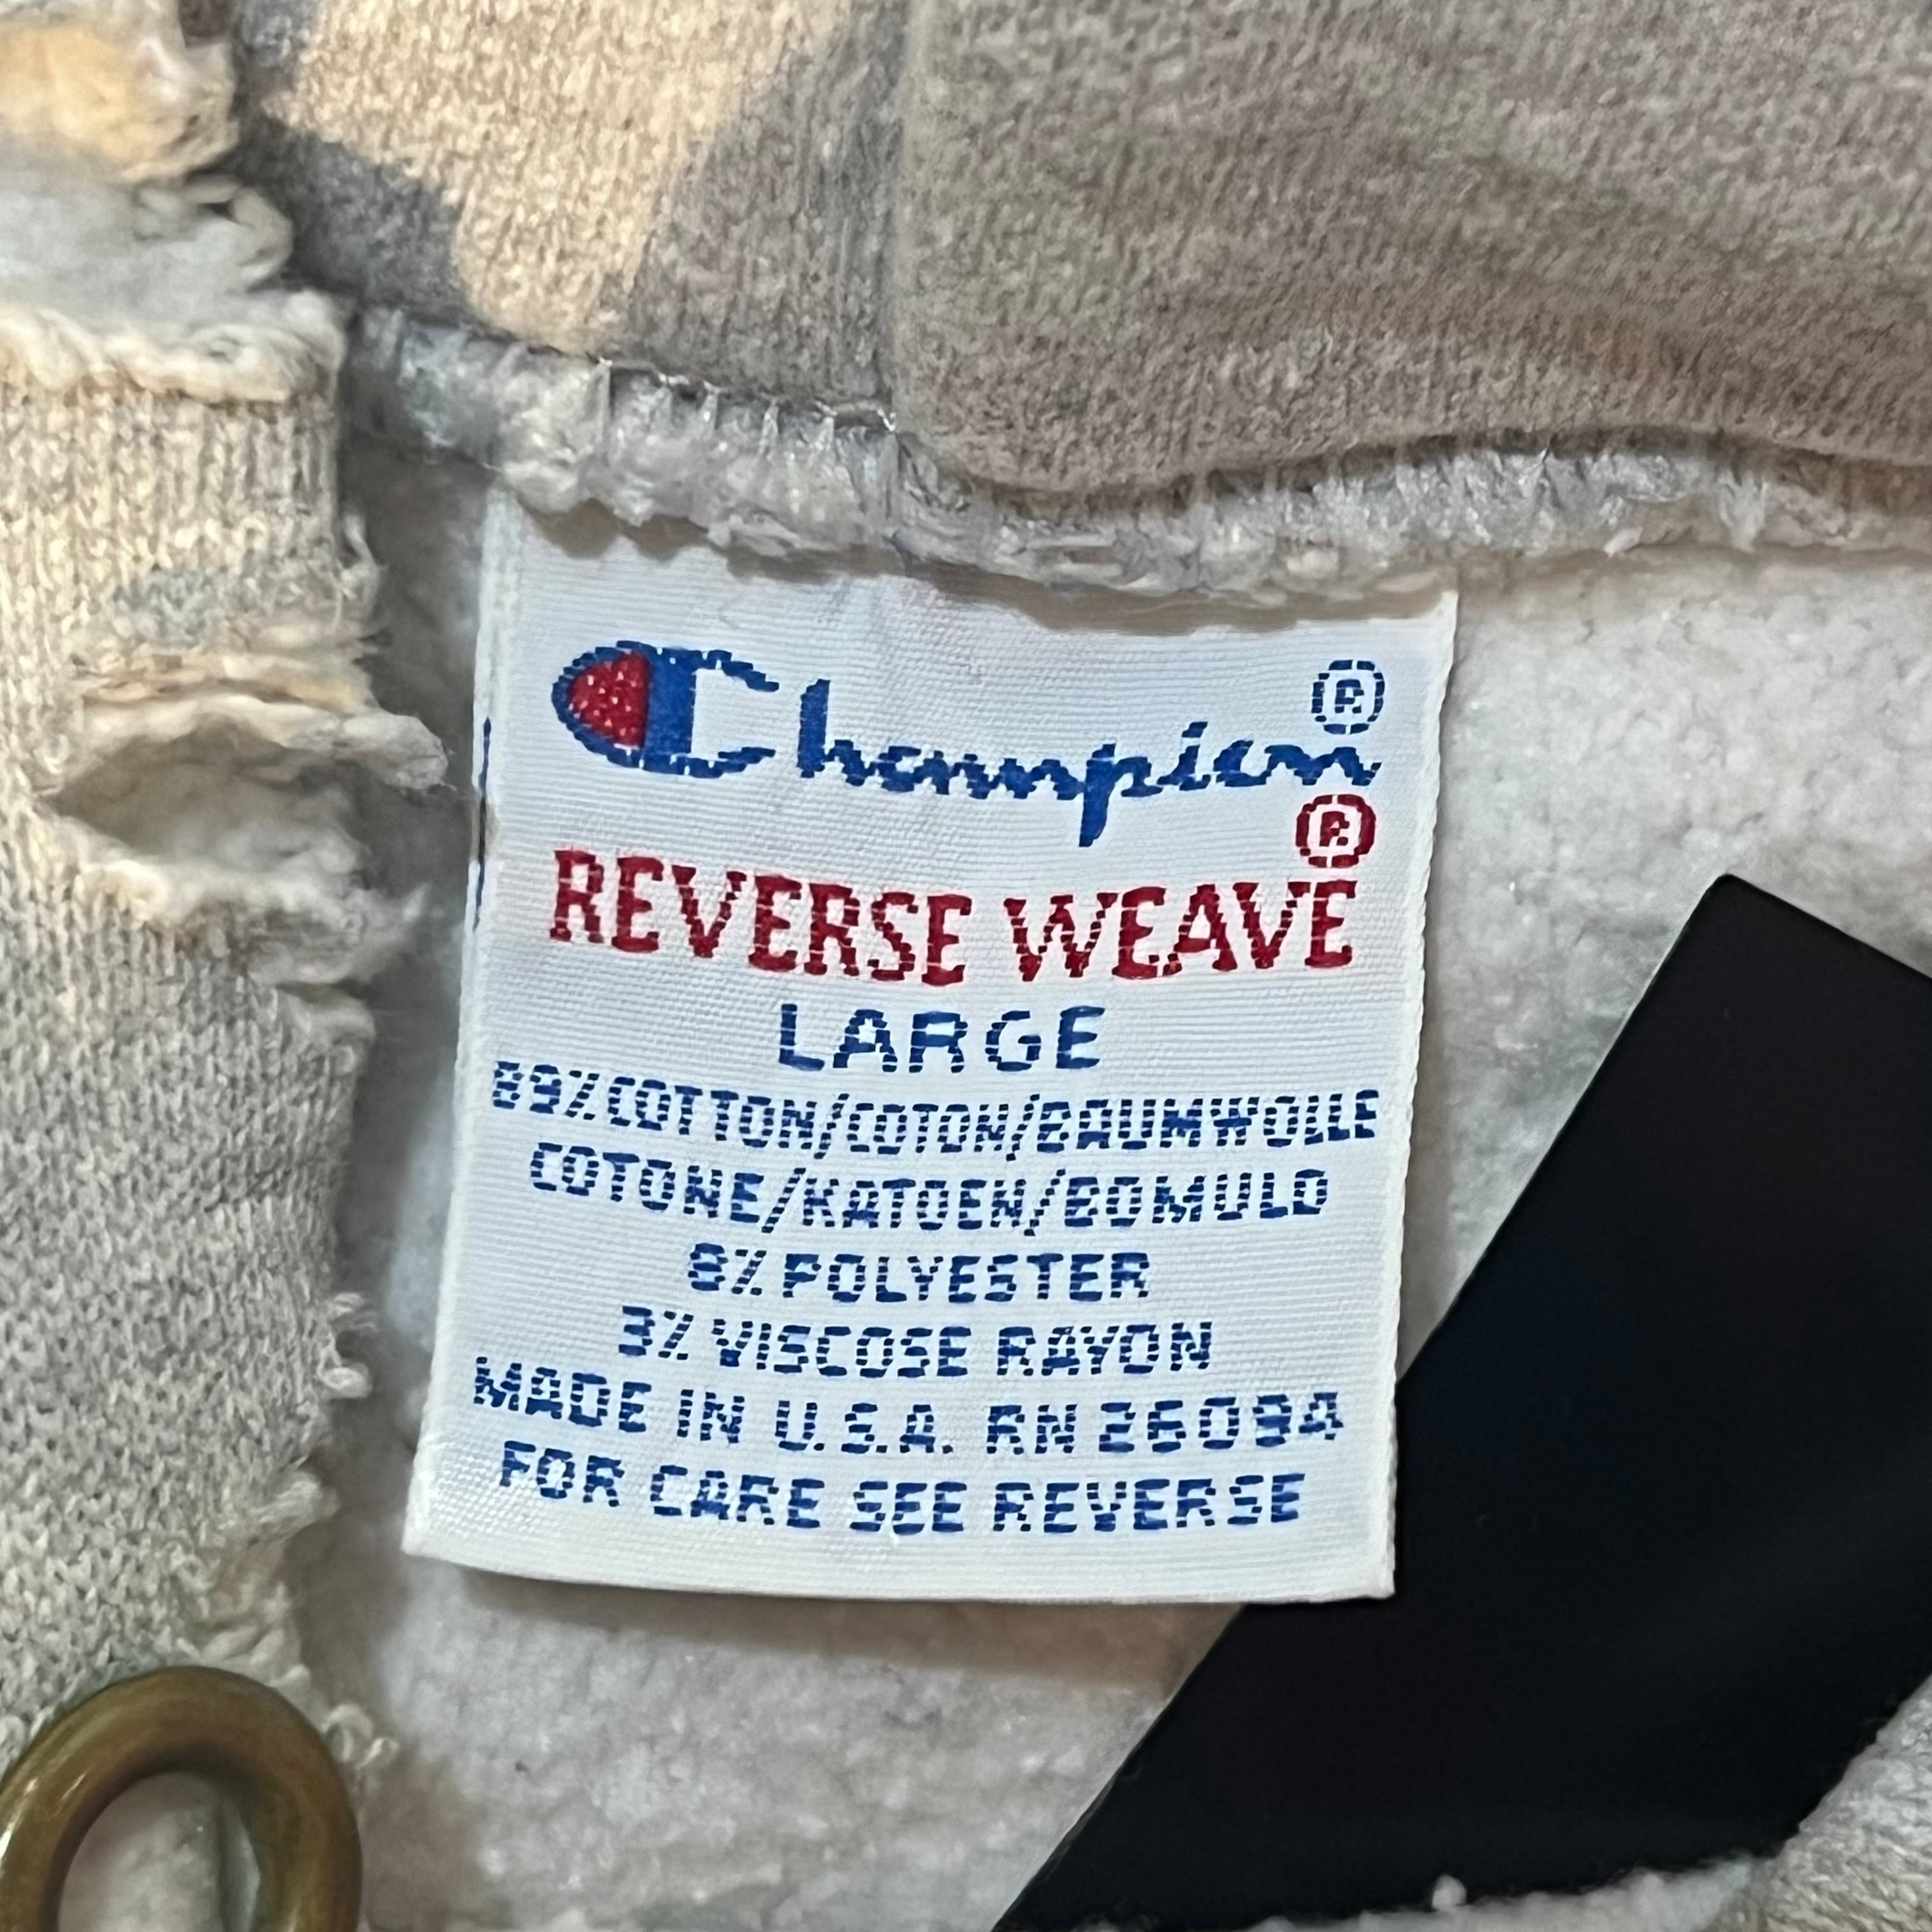 Champion®
REVERSE WEAVE®
LARGE
89% COTTON/COTON/BAUMWOLLE
COTONE/KATOEN/BOMULD
8% POLYESTER
3% VISCOSE RAYON
MADE IN U.S.A. RN 26094
FOR CARE SEE REVERSE